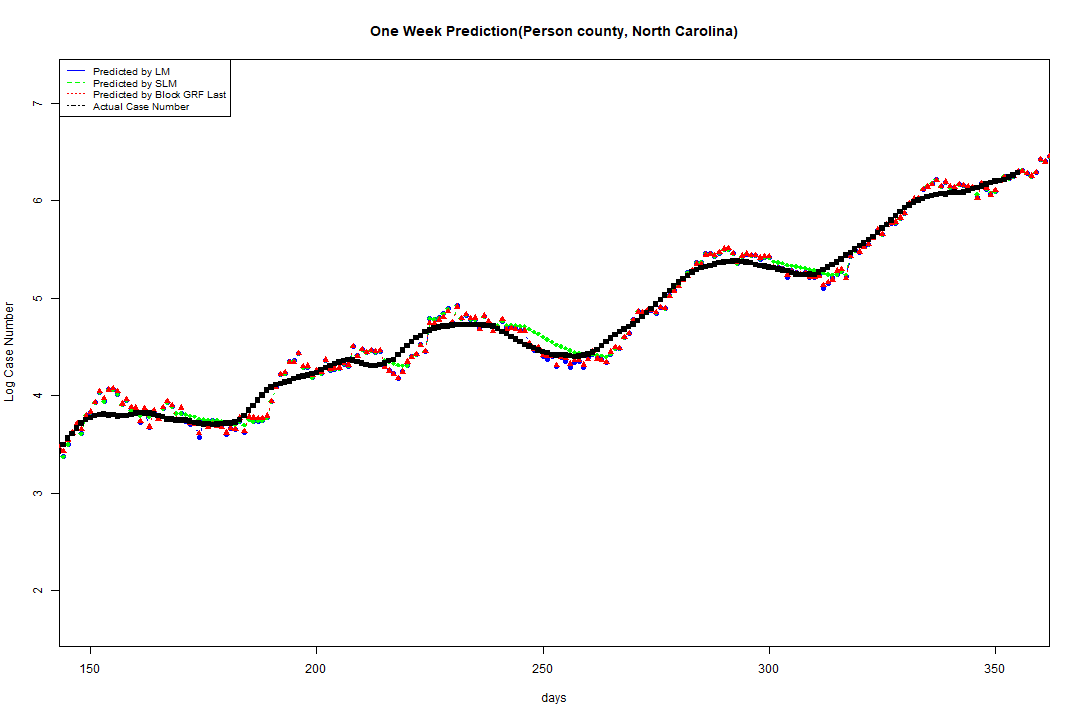 One Week Prediction(Person county, North Carolina)
Predicted by LM
Predicted by SLM
Predicted by Block GRF Last
Actual Case Number
7
6
5
4
3
2
Log Case Number
150 200 250 300 350
days